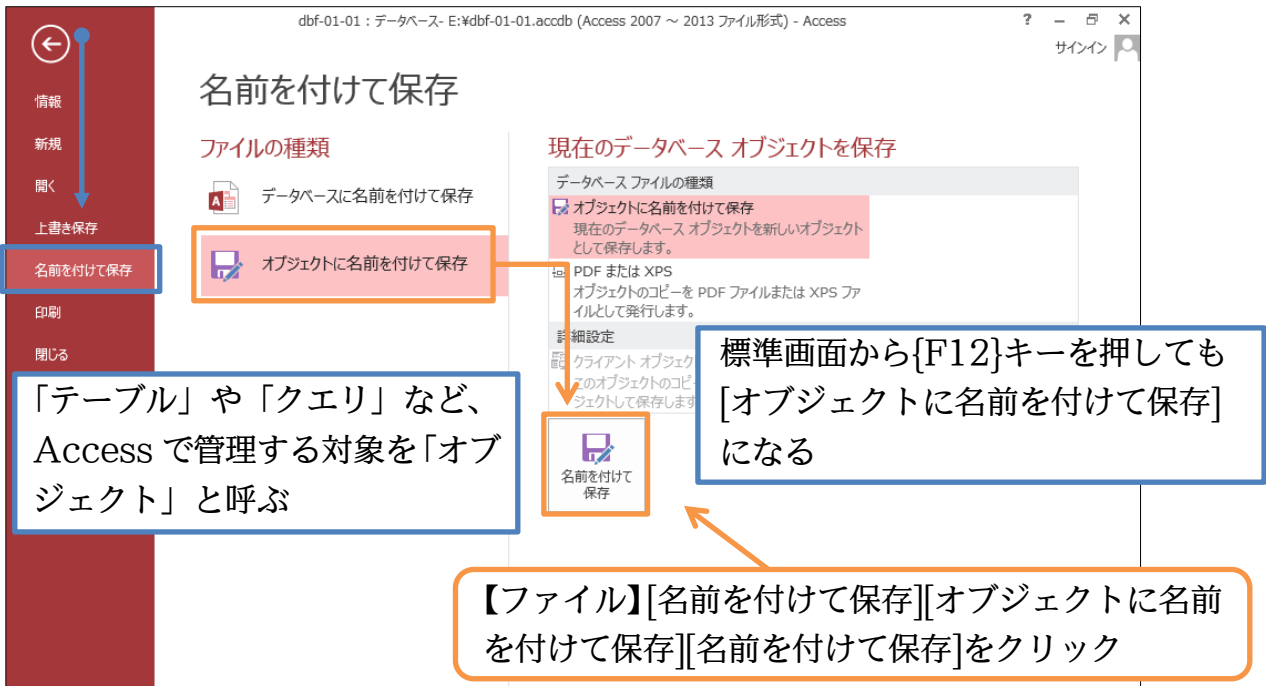 dbf-01-01 : データベース- E:¥dbf-01-01.accdb (Access 2007 ～ 2013 ファイル形式) - Access
?
サインイン
情報
新規
開く
上書き保存
名前を付けて保存
印刷
閉じる
名前を付けて保存
ファイルの種類
データベースに名前を付けて保存
オブジェクトに名前を付けて保存
現在のデータベース オブジェクトを保存
データベース ファイルの種類
オブジェクトに名前を付けて保存
現在のデータベース オブジェクトを新しいオブジェクト
として保存します。
PDF または XPS
オブジェクトのコピーを PDF ファイルまたは XPS ファ
イルとして発行します。
詳細設定
クライアント オブジェク
このオブジェクトのコピ
ジェクトして保存します
名前を付けて
保存
標準画面から{F12}キーを押しても
[オブジェクトに名前を付けて保存]
になる
「テーブル」や「クエリ」など、
Access で管理する対象を「オブ
ジェクト」と呼ぶ
【ファイル】[名前を付けて保存][オブジェクトに名前
を付けて保存][名前を付けて保存]をクリック